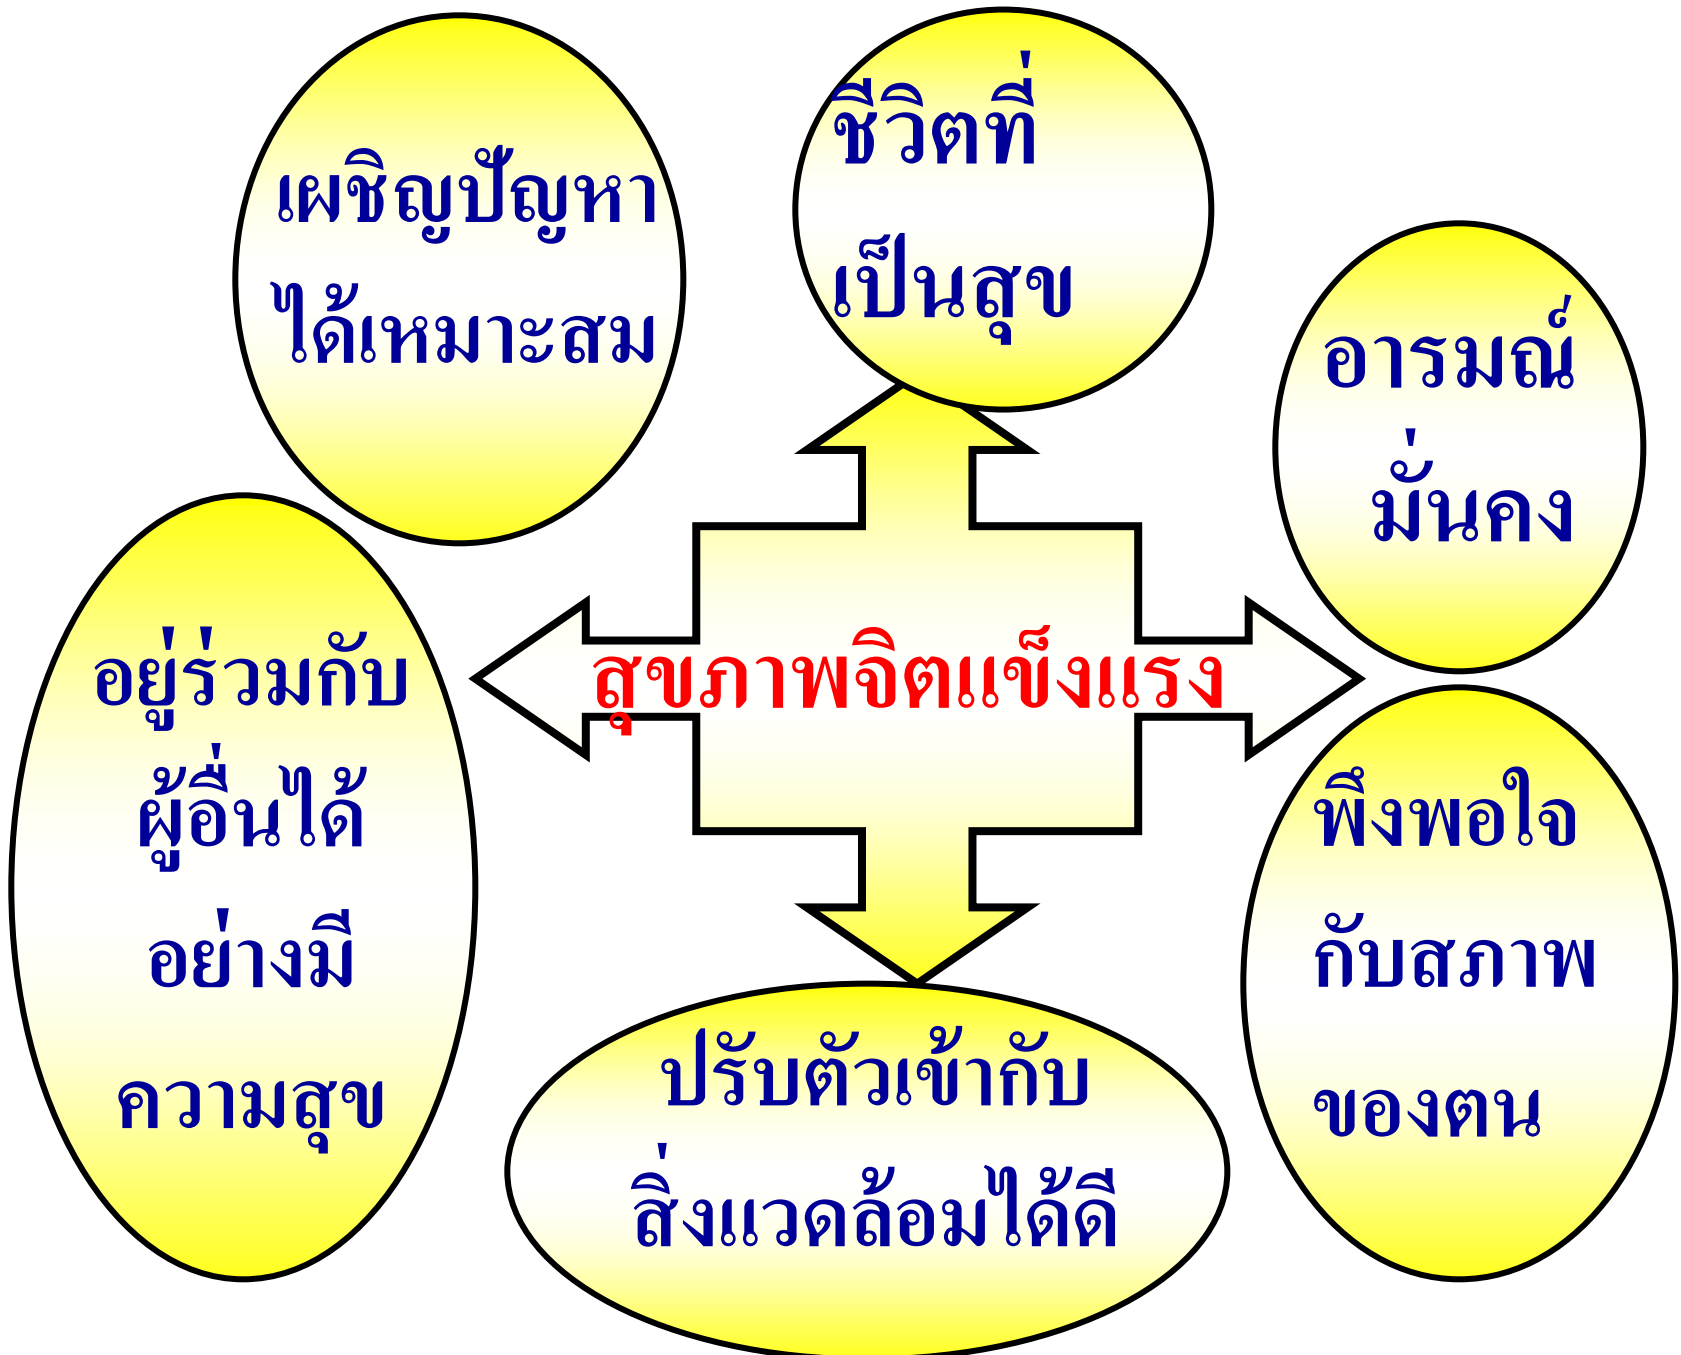 เผชิญปัญหา
ได้เหมาะสม
ชีวิตที่
เป็นสุข
อารมณ์
มั่นคง
สุขภาพจิตแข็งแรง
อยู่ร่วมกับ
ผู้อื่นได้
อย่างมี
ความสุข
พึงพอใจ
กับสภาพ
ของตน
ปรับตัวเข้ากับ
สิ่งแวดล้อมได้ดี